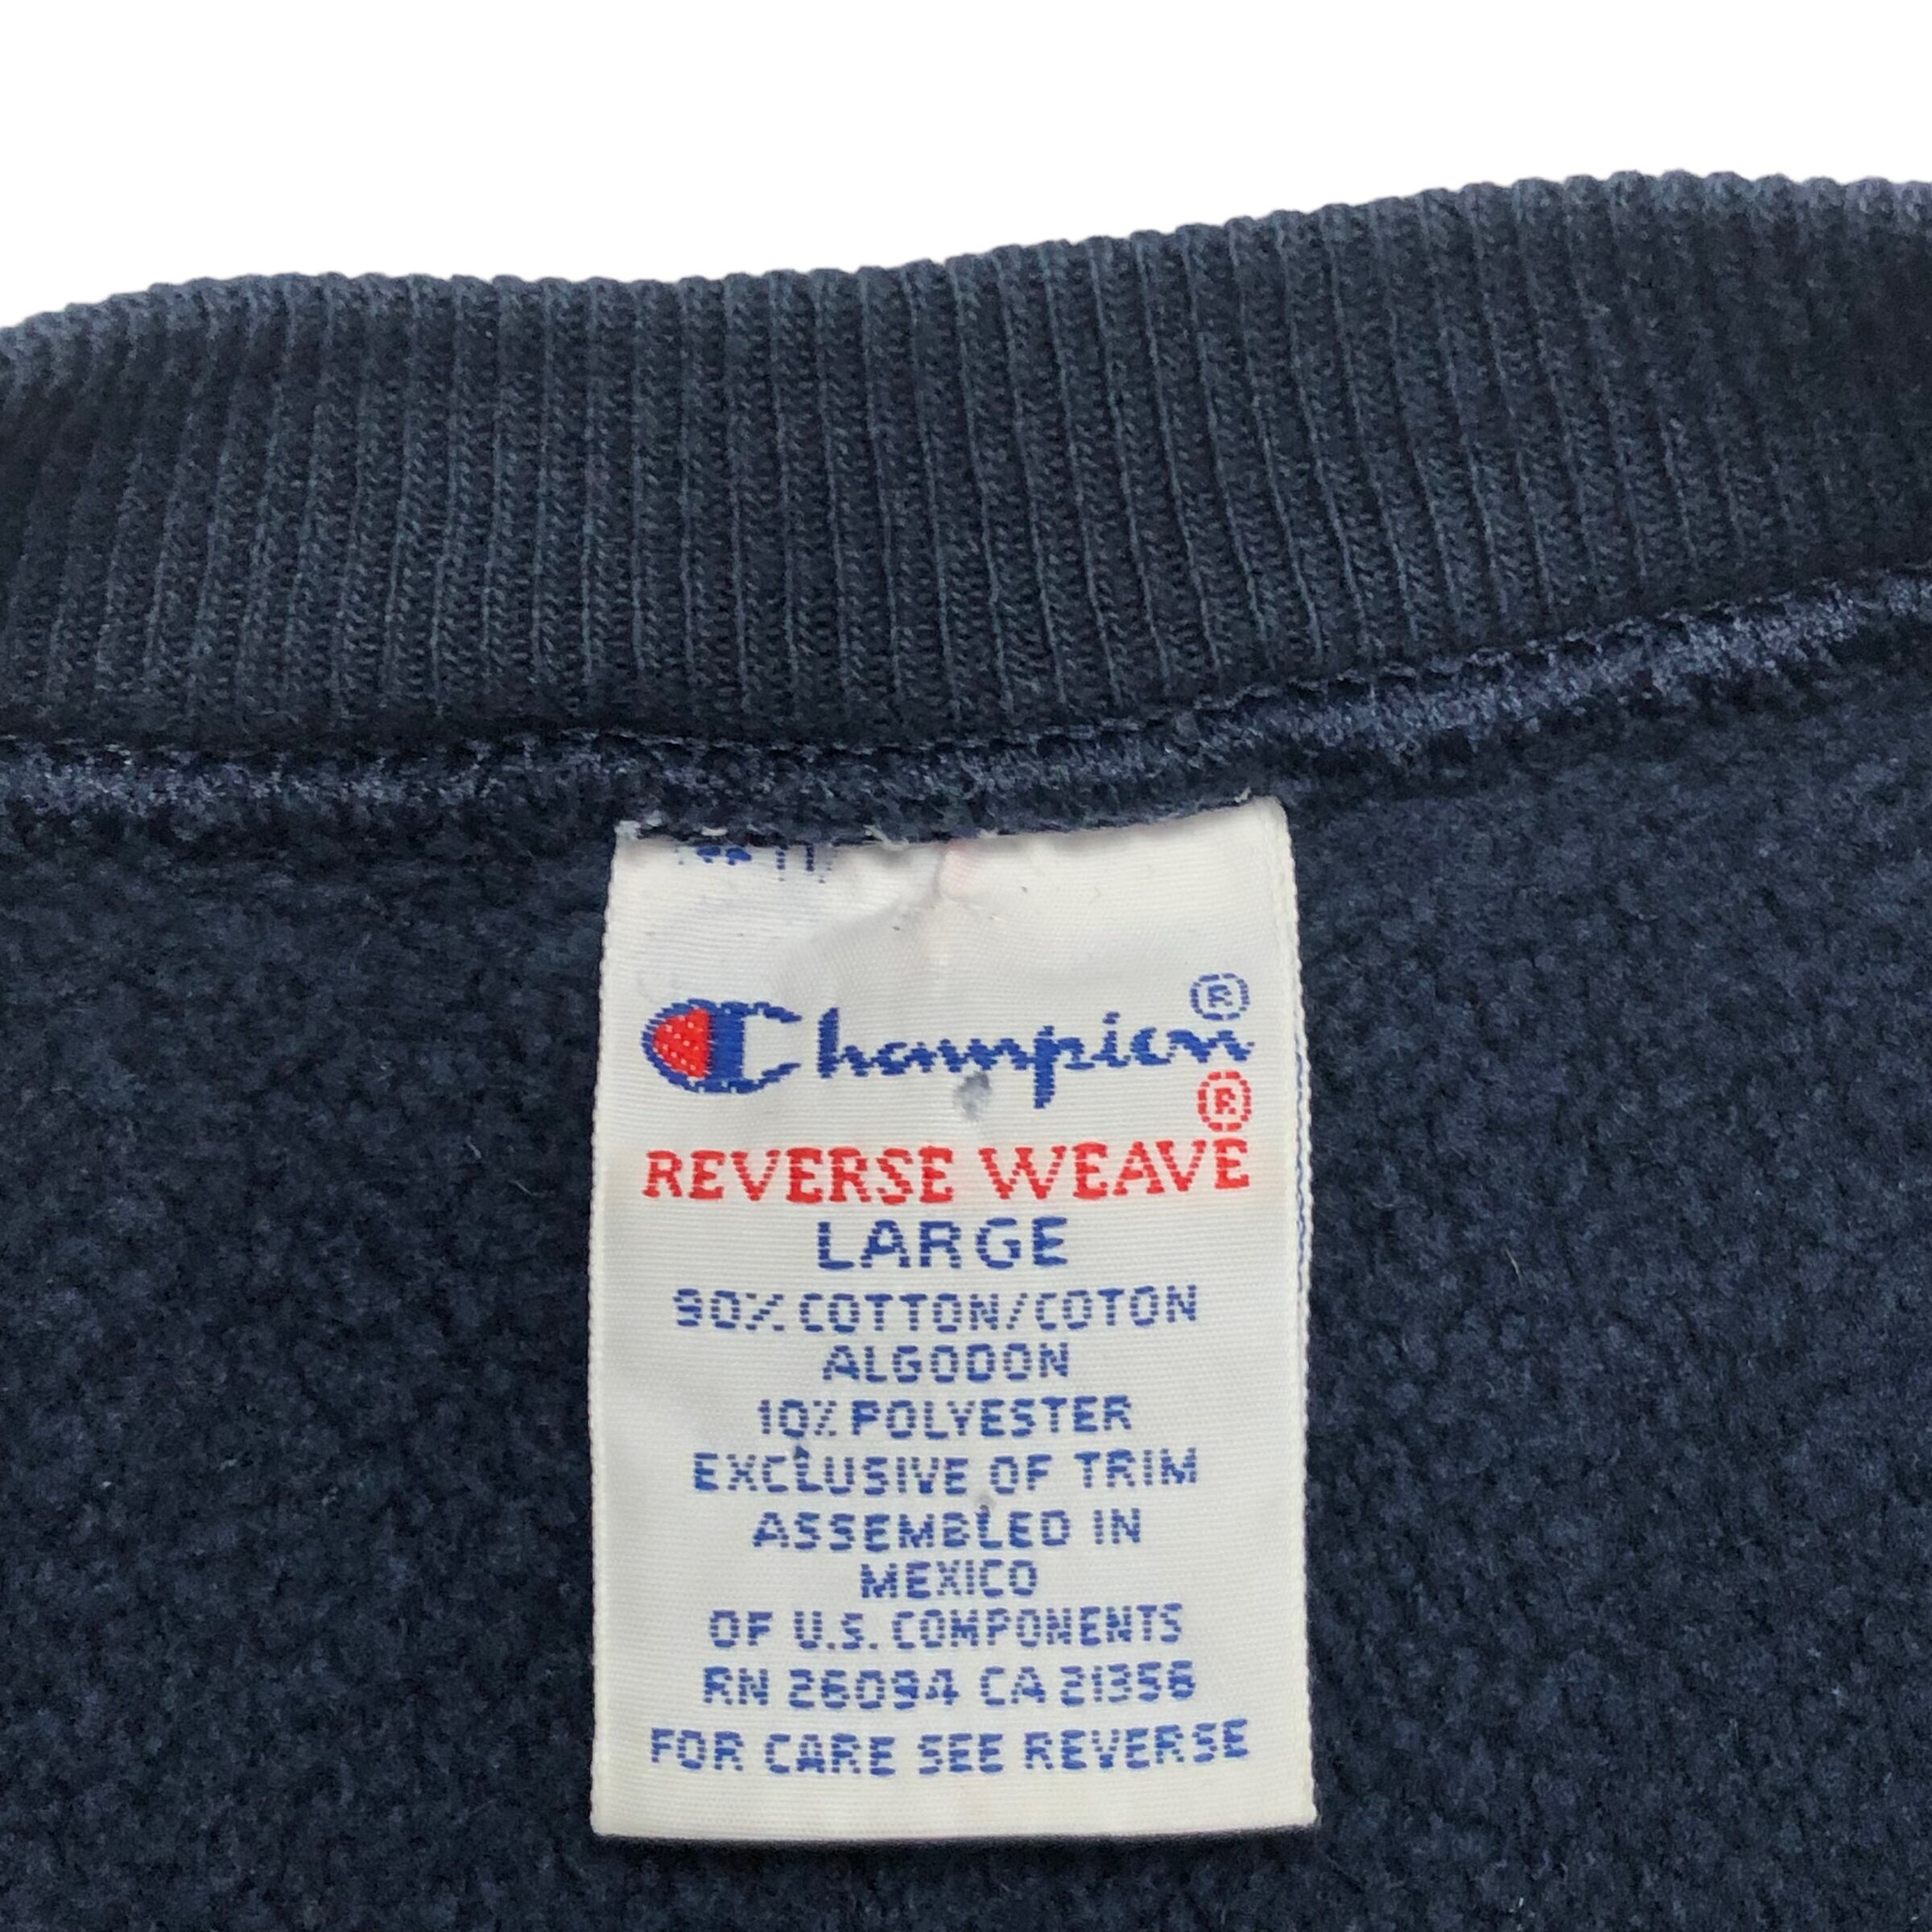 Champion ®
®
REVERSE WEAVE
LARGE
90% COTTON/COTON
ALGODON
10% POLYESTER
EXCLUSIVE OF TRIM
ASSEMBLED IN
MEXICO
OF U.S. COMPONENTS
RN 26094 CA 21356
FOR CARE SEE REVERSE